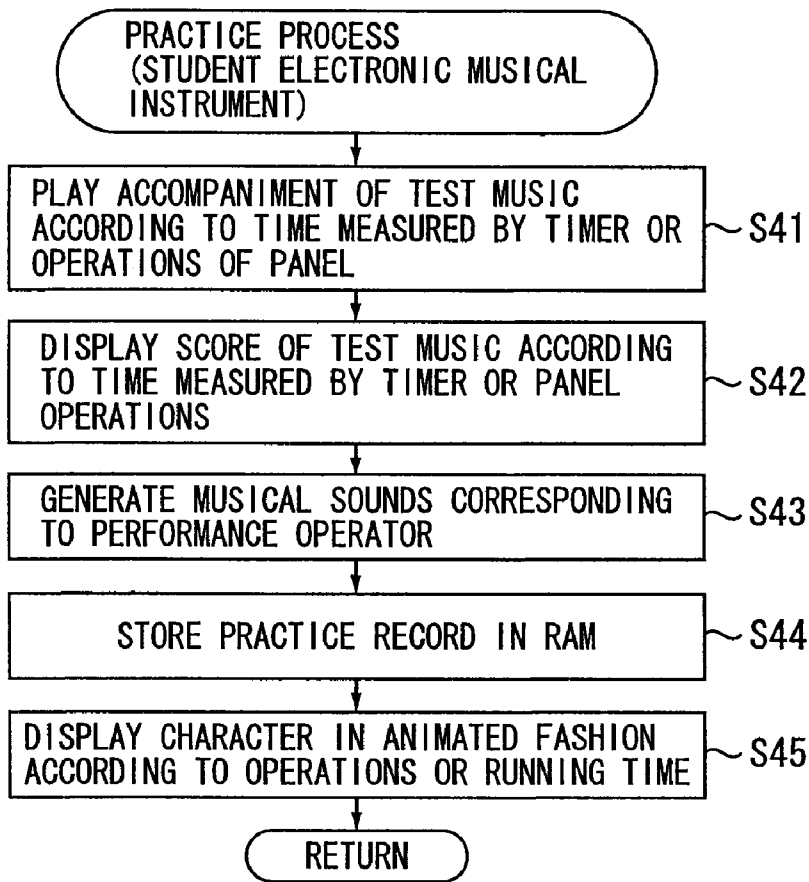 PRACTICE PROCESS
(STUDENT ELECTRONIC MUSICAL
INSTRUMENT)
PLAY ACCOMPANIMENT OF TEST MUSIC
ACCORDING TO TIME MEASURED BY TIMER OR
OPERATIONS OF PANEL
S41
DISPLAY SCORE OF TEST MUSIC ACCORDING
TO TIME MEASURED BY TIMER OR PANEL
OPERATIONS
S42
GENERATE MUSICAL SOUNDS CORRESPONDING
TO PERFORMANCE OPERATOR
S43
STORE PRACTICE RECORD IN RAM
S44
DISPLAY CHARACTER IN ANIMATED FASHION
ACCORDING TO OPERATIONS OR RUNNING TIME
S45
RETURN